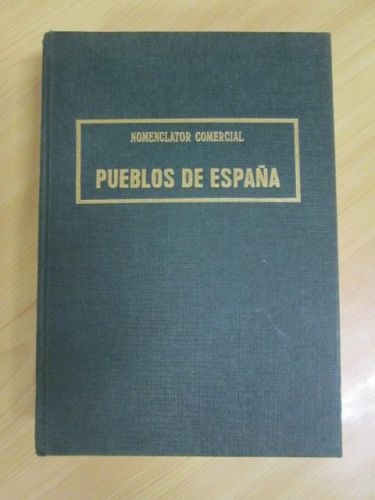 NOMENCLATOR COMERCIAL
PUEBLOS DE ESPAÑA